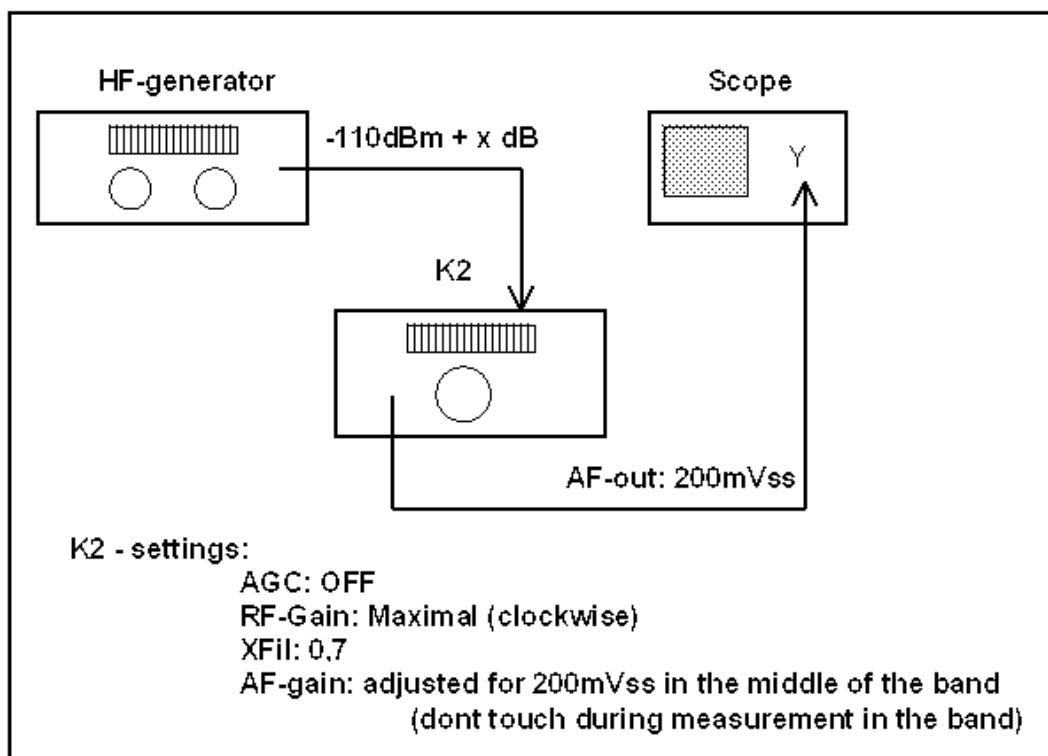 HF-generator
Scope
-110dBm + x dB
Y
K2
AF-out: 200mVss
K2 - settings:
AGC: OFF
RF-Gain: Maximal (clockwise)
XFil: 0,7
AF-gain: adjusted for 200mVss in the middle of the band
(dont touch during measurement in the band)